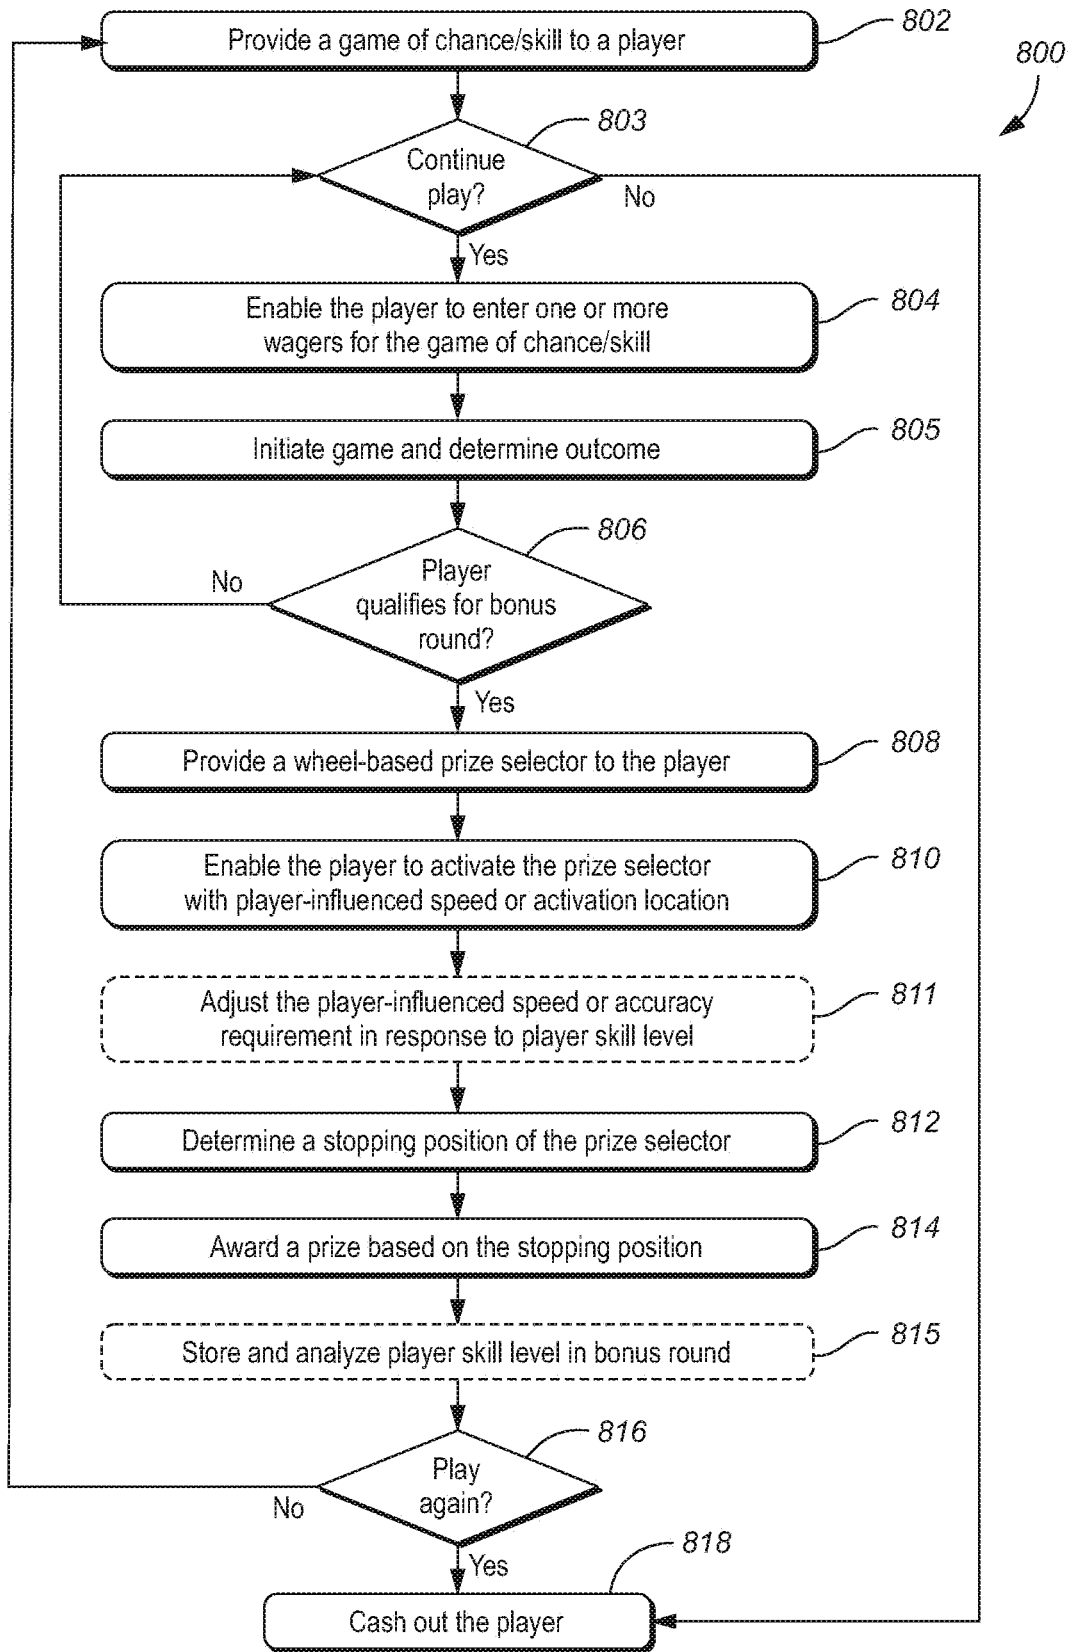 Provide a game of chance/skill to a player
802
800
803
Continue
play?
No
Yes
Enable the player to enter one or more
wagers for the game of chance/skill
804
Initiate game and determine outcome
805
806
Player
qualifies for bonus
round?
No
Yes
Provide a wheel-based prize selector to the player
808
Enable the player to activate the prize selector
with player-influenced speed or activation location
810
Adjust the player-influenced speed or accuracy
requirement in response to player skill level
811
Determine a stopping position of the prize selector
812
Award a prize based on the stopping position
814
Store and analyze player skill level in bonus round
815
816
Play
again?
No
Yes
818
Cash out the player